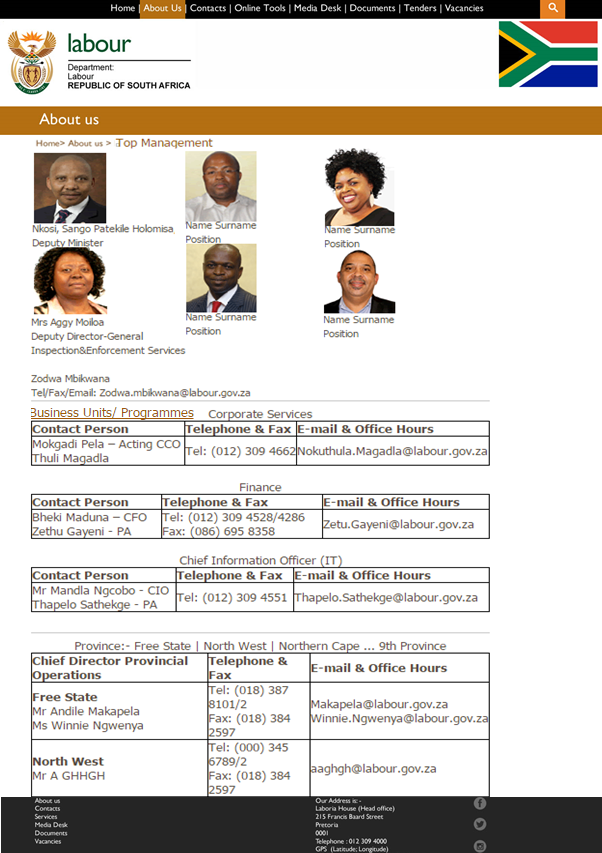 Home | About Us | Contacts | Online Tools | Media Desk | Documents | Tenders | Vacancies
labour
Department:
Labour
REPUBLIC OF SOUTH AFRICA
About us
Home> About us > Top Management
Nkosi, Sango Patekile Holomisa
Deputy Minister
Name Surname
Position
Name Surname
Position
Mrs Aggy Moiloa
Deputy Director-General
Inspection&Enforcement Services
Name Surname
Position
Name Surname
Position
Zodwa Mbikwana
Tel/Fax/Email: Zodwa.mbikwana@labour.gov.za
Business Units/ Programmes Corporate Services
Contact Person Telephone & Fax E-mail & Office Hours
Mokgadi Pela – Acting CCO
Thuli Magadla
Tel: (012) 309 4662
Nokuthula.Magadla@labour.gov.za
Finance
Contact Person Telephone & Fax E-mail & Office Hours
Bheki Maduna – CFO
Zethu Gayeni - PA
Tel: (012) 309 4528/4286
Fax: (086) 695 8358
Zetu.Gayeni@labour.gov.za
Chief Information Officer (IT)
Contact Person Telephone & Fax E-mail & Office Hours
Mr Mandla Ngcobo - CIO
Thapelo Sathekge - PA
Tel: (012) 309 4551
Thapelo.Sathekge@labour.gov.za
Province:- Free State | North West | Northern Cape ... 9th Province
Chief Director Provincial
Operations
Telephone &
Fax
E-mail & Office Hours
Free State
Mr Andile Makapela
Ms Winnie Ngwenya
Tel: (018) 387
8101/2
Fax: (018) 384
2597
Makapela@labour.gov.za
Winnie.Ngwenya@labour.gov.za
North West
Mr A GHHGH
Tel: (000) 345
6789/2
Fax: (018) 384
2597
aaghgh@labour.gov.za
About us
Contacts
Services
Media Desk
Documents
Vacancies
Our Address is: -
Laboria House (Head office)
215 Francis Baard Street
Pretoria
0001
Telephone : 012 309 4000
GPS (Latitude; Longitude)